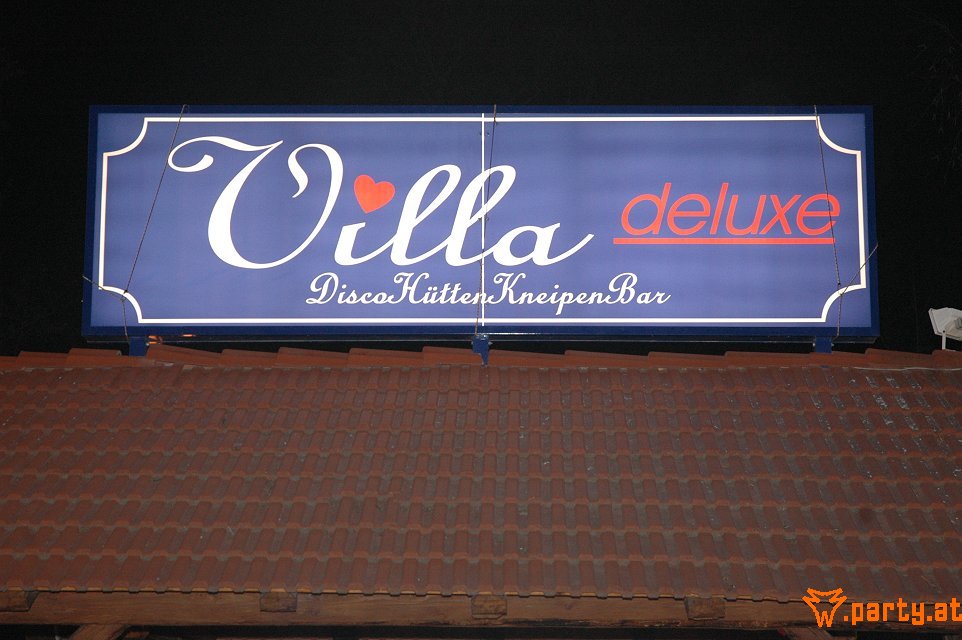 Villa deluxe
DiscoHüttenKneipenBar
W.party.at